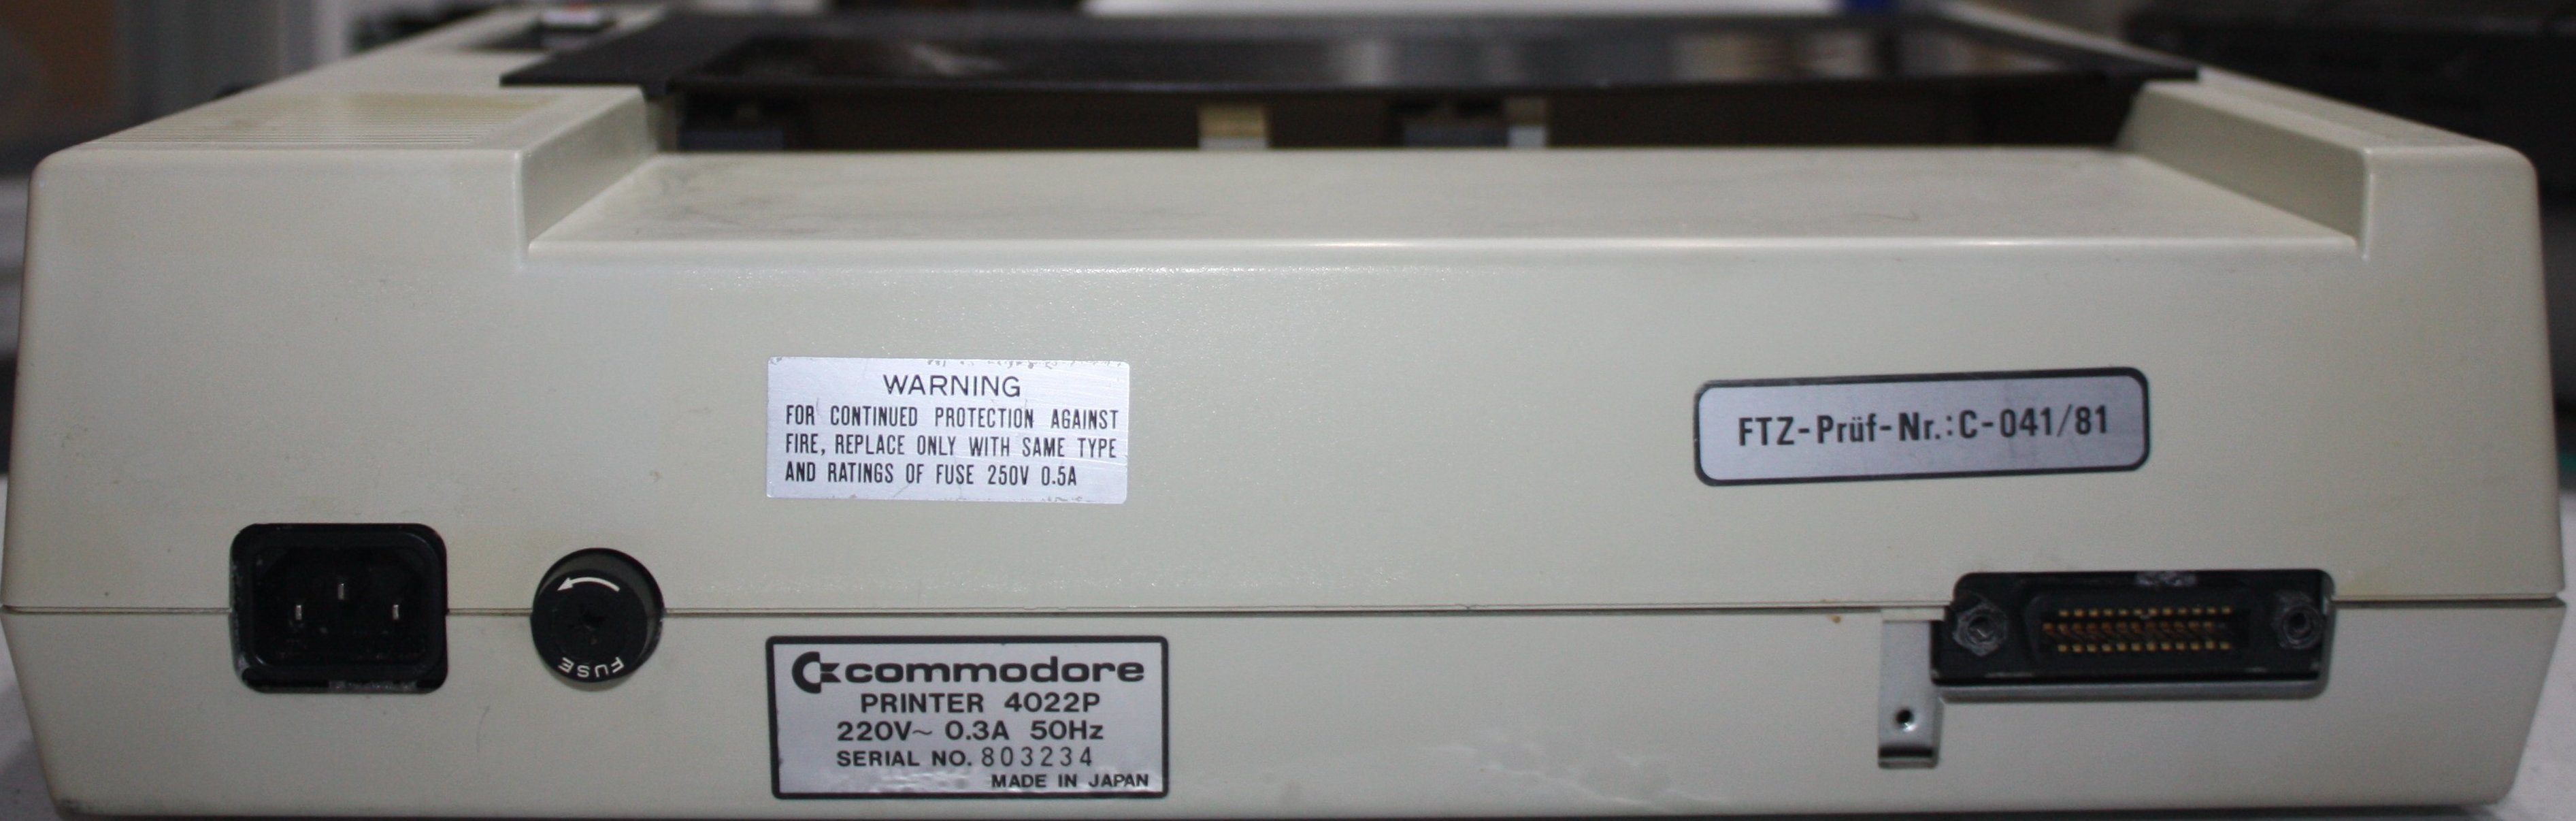 WARNING
FOR CONTINUED PROTECTION AGAINST
FIRE, REPLACE ONLY WITH SAME TYPE
AND RATINGS OF FUSE 250V 0.5A
FTZ-Prüf-Nr.:C-041/81
FUSE
commodore
PRINTER 4022P
220V~ 0.3A 50Hz
SERIAL NO. 803234
MADE IN JAPAN